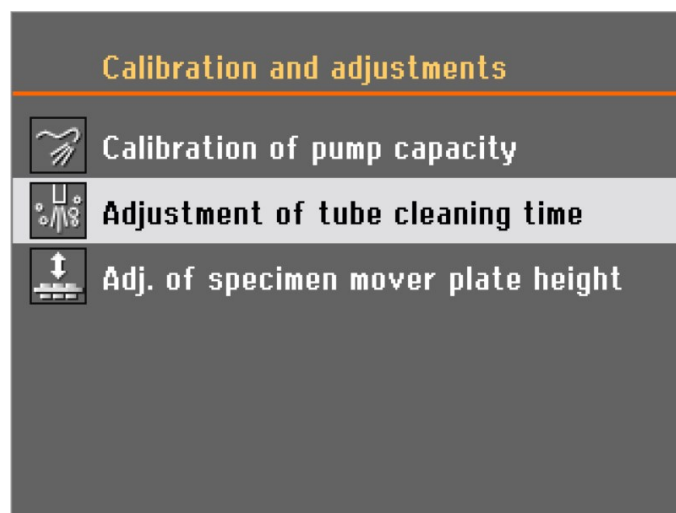 Calibration and adjustments
Calibration of pump capacity
Adjustment of tube cleaning time
Adj. of specimen mover plate height